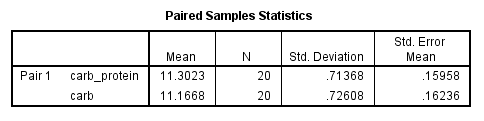 Paired Samples Statistics
Mean N Std. Deviation Std. Error Mean
Pair 1 carb_protein 11.3023 20 .71368 .15958
carb 11.1668 20 .72608 .16236